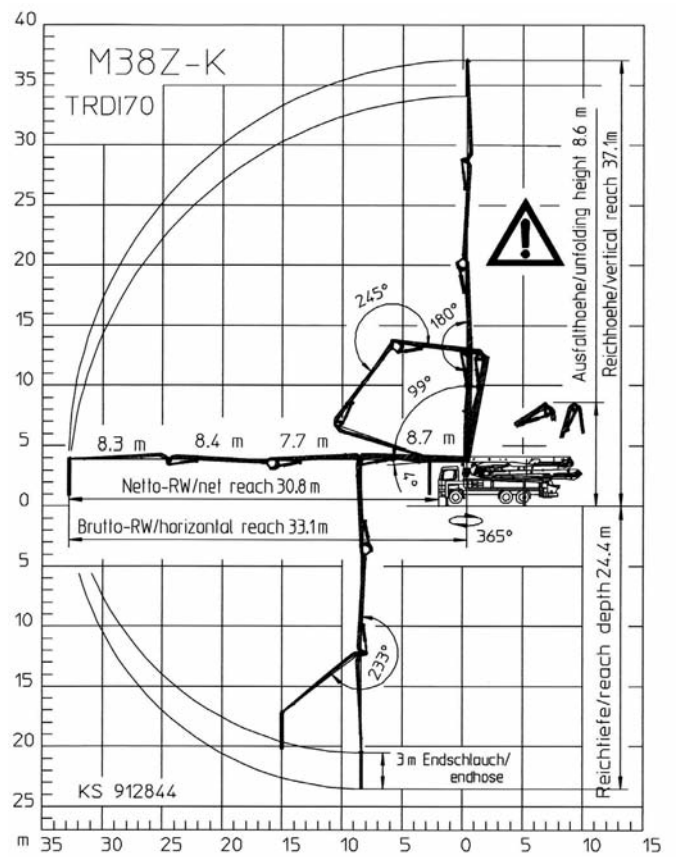 40
M38Z-K
TRDI70
35
30
25
20
15
10
5
0
5
10
15
20
25
m
35
30
25
20
15
10
5
0
5
10
15
Ausfalthoehe/unfolding height 8.6 m
Reichhoehe/vertical reach 37.1m
245°
180°
99°
8.3 m
8.4 m
7.7 m
8.7 m
Netto-RW/net reach 30.8 m
Brutto-RW/horizontal reach 33.1m
365°
Reichtiefe/reach depth 24.4 m
233°
3 m Endschlauch/
endhose
KS 912844